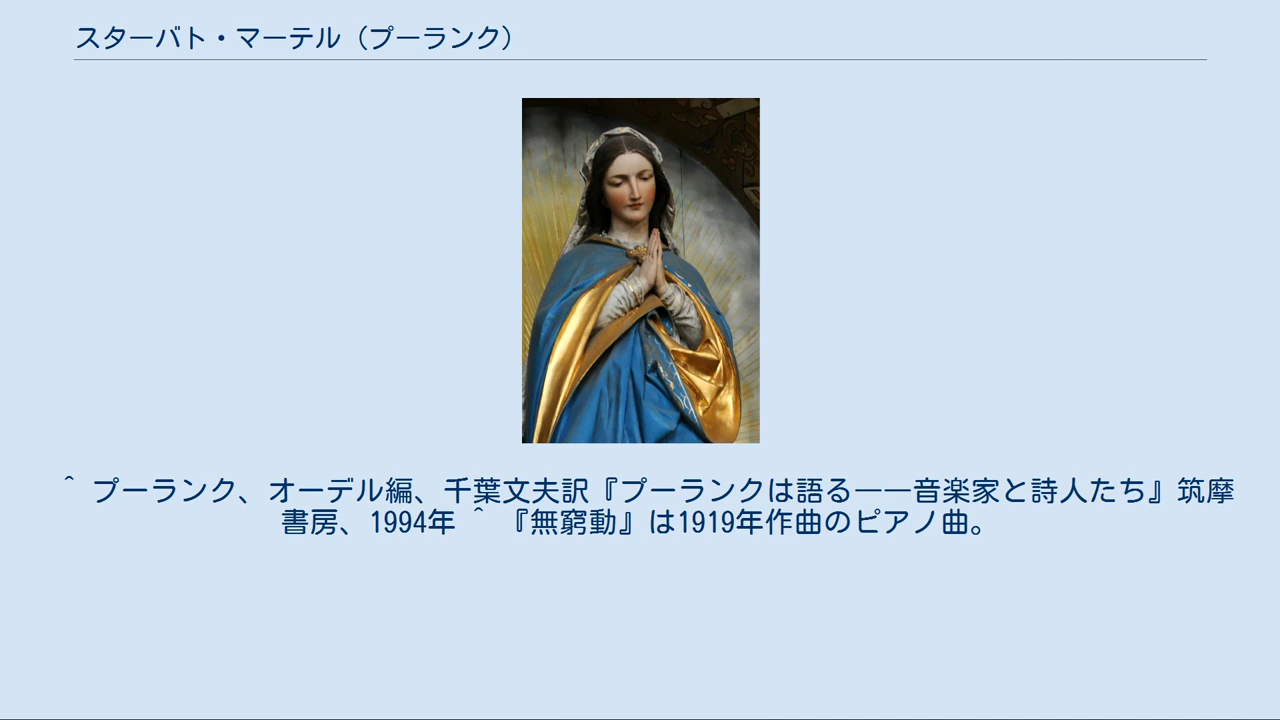 スターバト・マーテル（プーランク）
^ プーランク、オーデル編、千葉文夫訳『プーランクは語る――音楽家と詩人たち』筑摩
書房、1994年 ^ 『無窮動』は1919年作曲のピアノ曲。